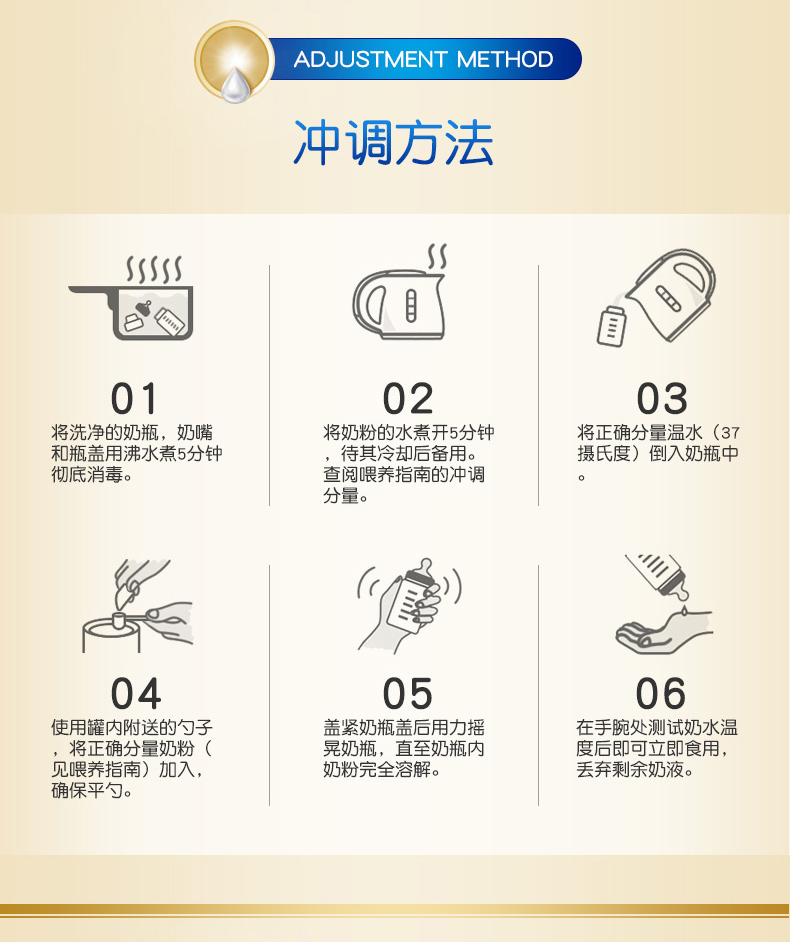 ADJUSTMENT METHOD
冲调方法
01
将洗净的奶瓶，奶嘴
和瓶盖用沸水煮5分钟
彻底消毒。
02
将奶粉的水煮开5分钟
，待其冷却后备用。
查阅喂养指南的冲调
分量。
03
将正确分量温水（37
摄氏度）倒入奶瓶中
。
04
使用罐内附送的勺子
，将正确分量奶粉（
见喂养指南）加入，
确保平勺。
05
盖紧奶瓶盖后用力摇
晃奶瓶，直至奶瓶内
奶粉完全溶解。
06
在手腕处测试奶水温
度后即可立即食用，
丢弃剩余奶液。